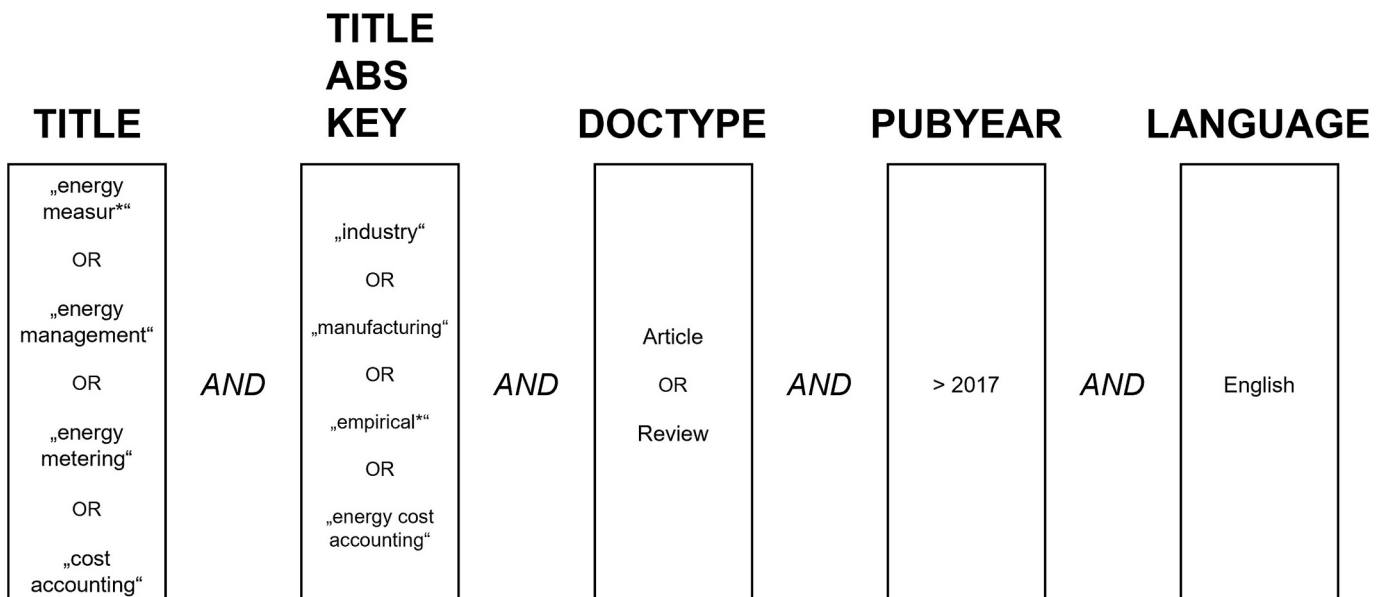 TITLE
„energy
measur*“
OR
„energy
management“
OR
„energy
metering“
OR
„cost
accounting“
AND
TITLE
ABS
KEY
„industry“
OR
„manufacturing“
OR
„empirical*“
OR
„energy cost
accounting“
AND
DOCTYPE
Article
OR
Review
AND
PUBYEAR
> 2017
AND
LANGUAGE
English